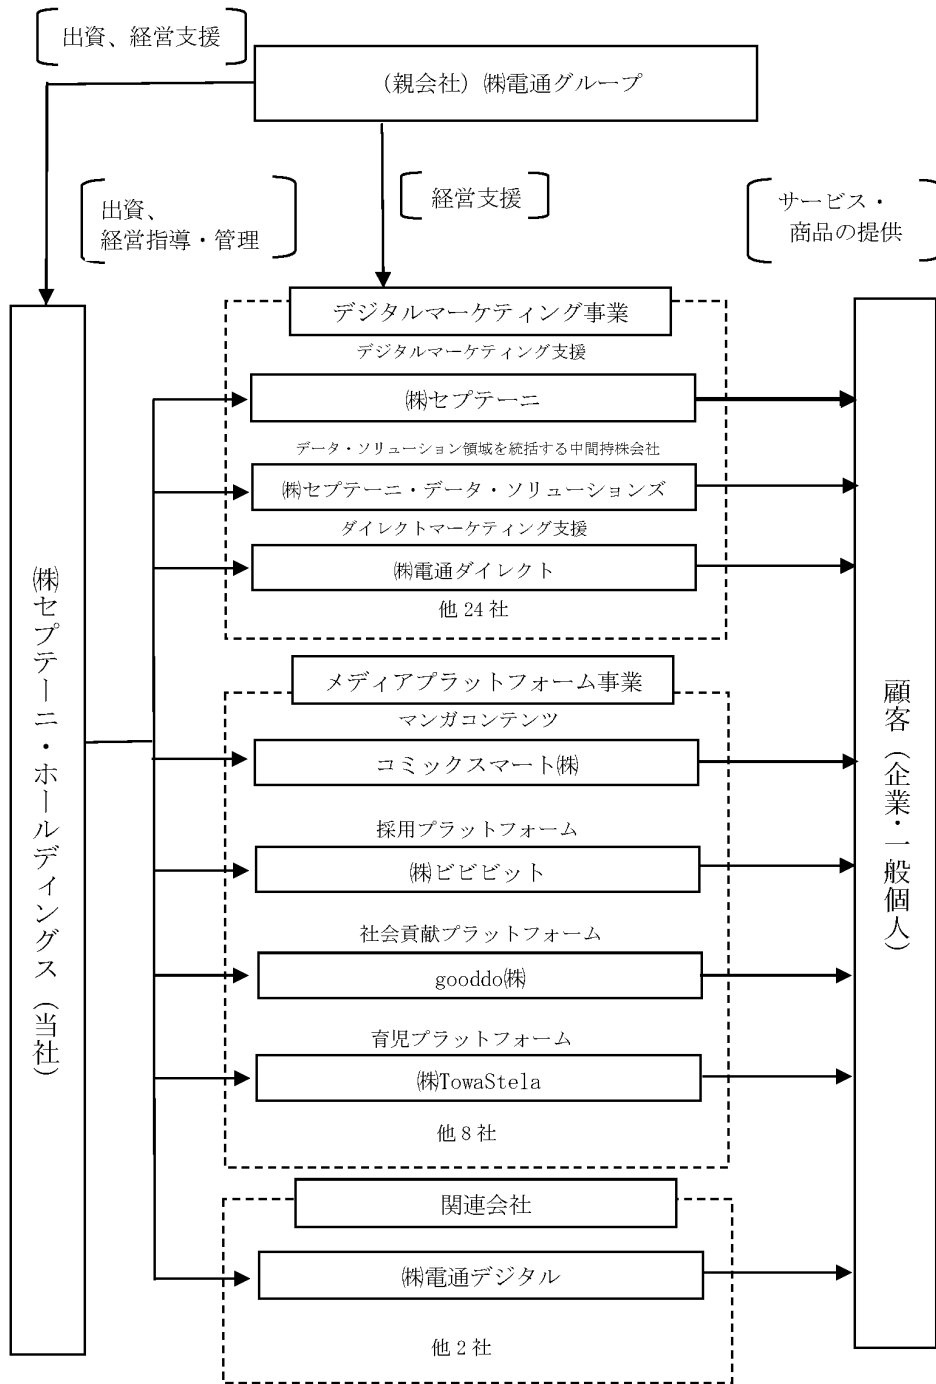 出資、経営支援
（親会社）㈱電通グループ
出資、
経営指導・管理
経営支援
サービス・
商品の提供
デジタルマーケティング事業
デジタルマーケティング支援
㈱セプテーニ
データ・ソリューション領域を統括する中間持株会社
㈱セプテーニ・データ・ソリューションズ
ダイレクトマーケティング支援
㈱電通ダイレクト
他 24 社
㈱セプテーニ・ホールディングス（当社）
メディアプラットフォーム事業
マンガコンテンツ
コミックスマート㈱
採用プラットフォーム
㈱ビビビット
社会貢献プラットフォーム
gooddo㈱
育児プラットフォーム
㈱TowaStela
他 8 社
関連会社
㈱電通デジタル
他 2 社
顧客（企業・一般個人）